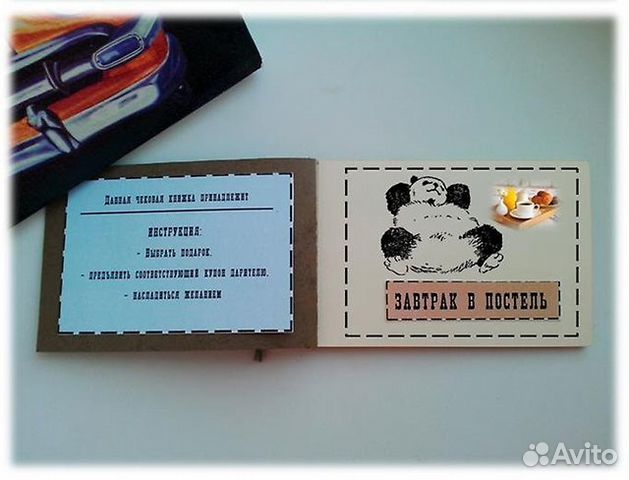 Данная чековая книжка принадлежит
инструкция:
- Выбрать подарок.
- предъявить соответствующий купон дарителю.
- насладиться желанием
ЗАВТРАК В ПОСТЕЛЬ
Avito